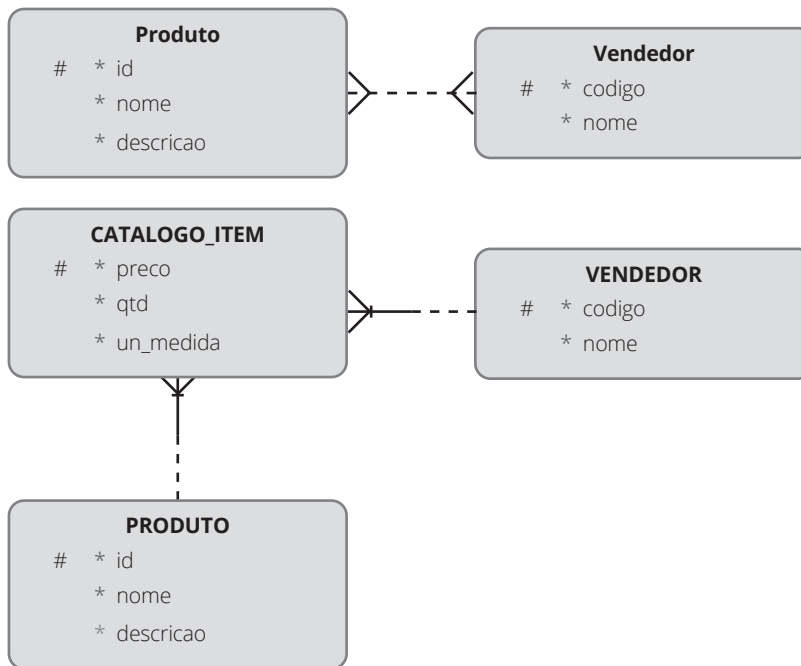 Produto
# * id
* nome
* descricao
Vendedor
# * codigo
* nome
CATALOGO_ITEM
# * preco
* qtd
* un_medida
VENDEDOR
# * codigo
* nome
PRODUTO
# * id
* nome
* descricao